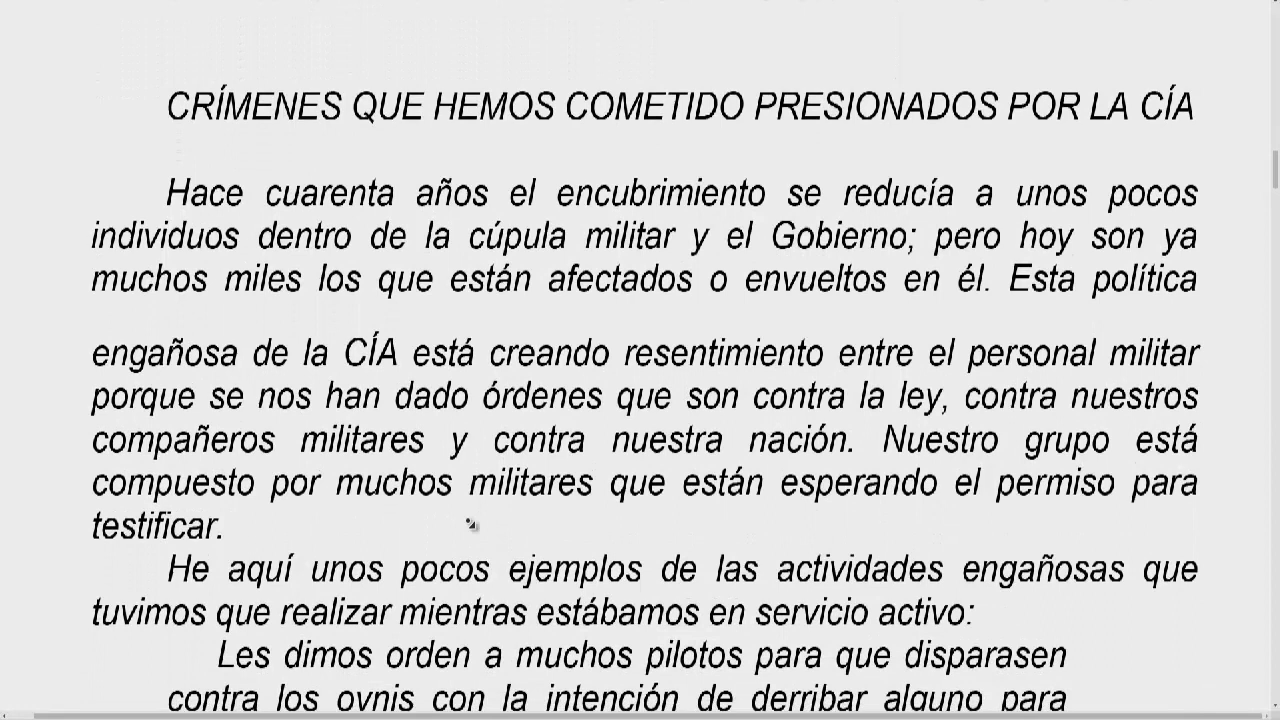 CRÍMENES QUE HEMOS COMETIDO PRESIONADOS POR LA CÍA
Hace cuarenta años el encubrimiento se reducía a unos pocos
individuos dentro de la cúpula militar y el Gobierno; pero hoy son ya
muchos miles los que están afectados o envueltos en él. Esta política
engañosa de la CÍA está creando resentimiento entre el personal militar
porque se nos han dado órdenes que son contra la ley, contra nuestros
compañeros militares y contra nuestra nación. Nuestro grupo está
compuesto por muchos militares que están esperando el permiso para
testificar.
He aquí unos pocos ejemplos de las actividades engañosas que
tuvimos que realizar mientras estábamos en servicio activo:
Les dimos orden a muchos pilotos para que disparasen
contra los ovnis con la intención de derribar alguno para